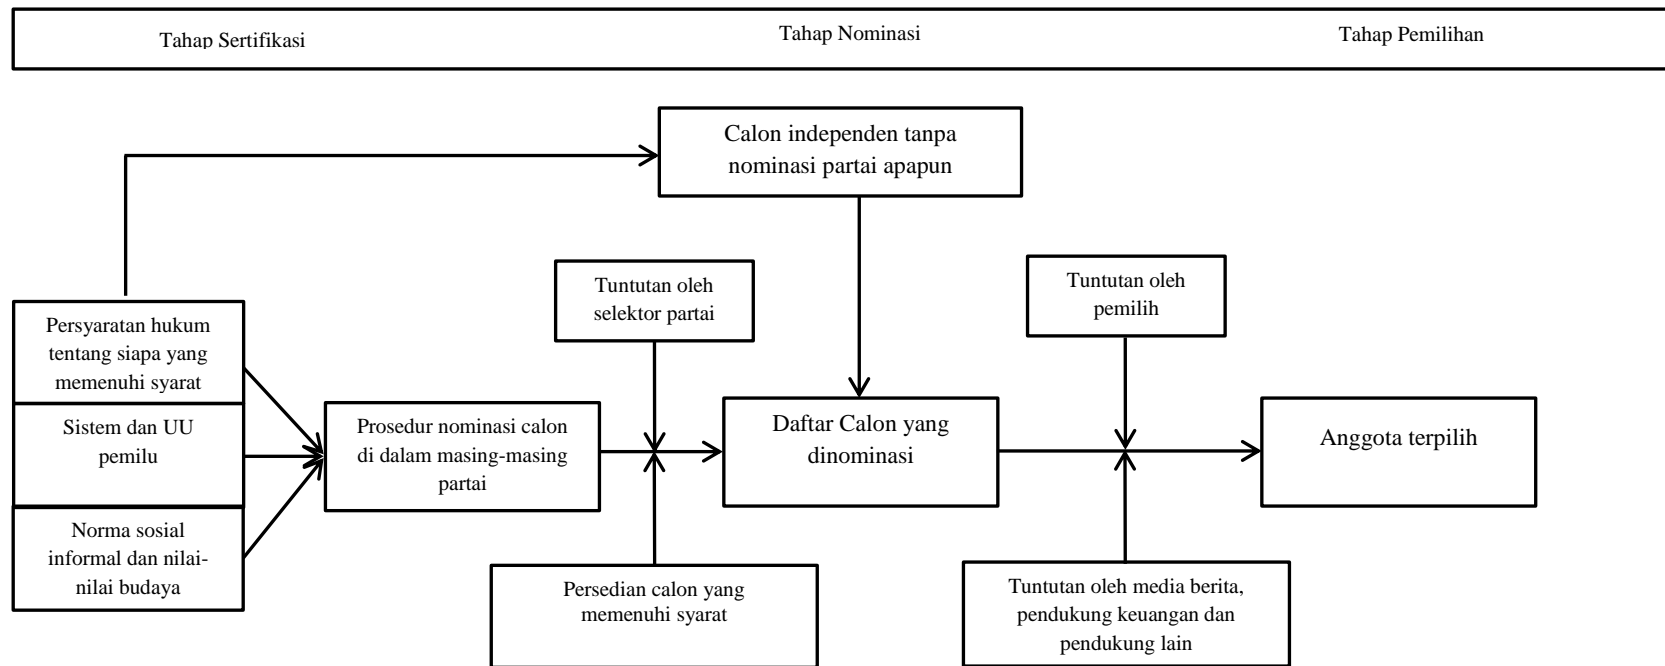 Tahap Sertifikasi
Tahap Nominasi
Tahap Pemilihan
Calon independen tanpa
nominasi partai apapun
Tuntutan oleh
selektor partai
Tuntutan oleh
pemilih
Persyaratan hukum
tentang siapa yang
memenuhi syarat
Sistem dan UU
pemilu
Norma sosial
informal dan nilai-
nilai budaya
Prosedur nominasi calon
di dalam masing-masing
partai
Daftar Calon yang
dinominasi
Anggota terpilih
Persedian calon yang
memenuhi syarat
Tuntutan oleh media berita,
pendukung keuangan dan
pendukung lain